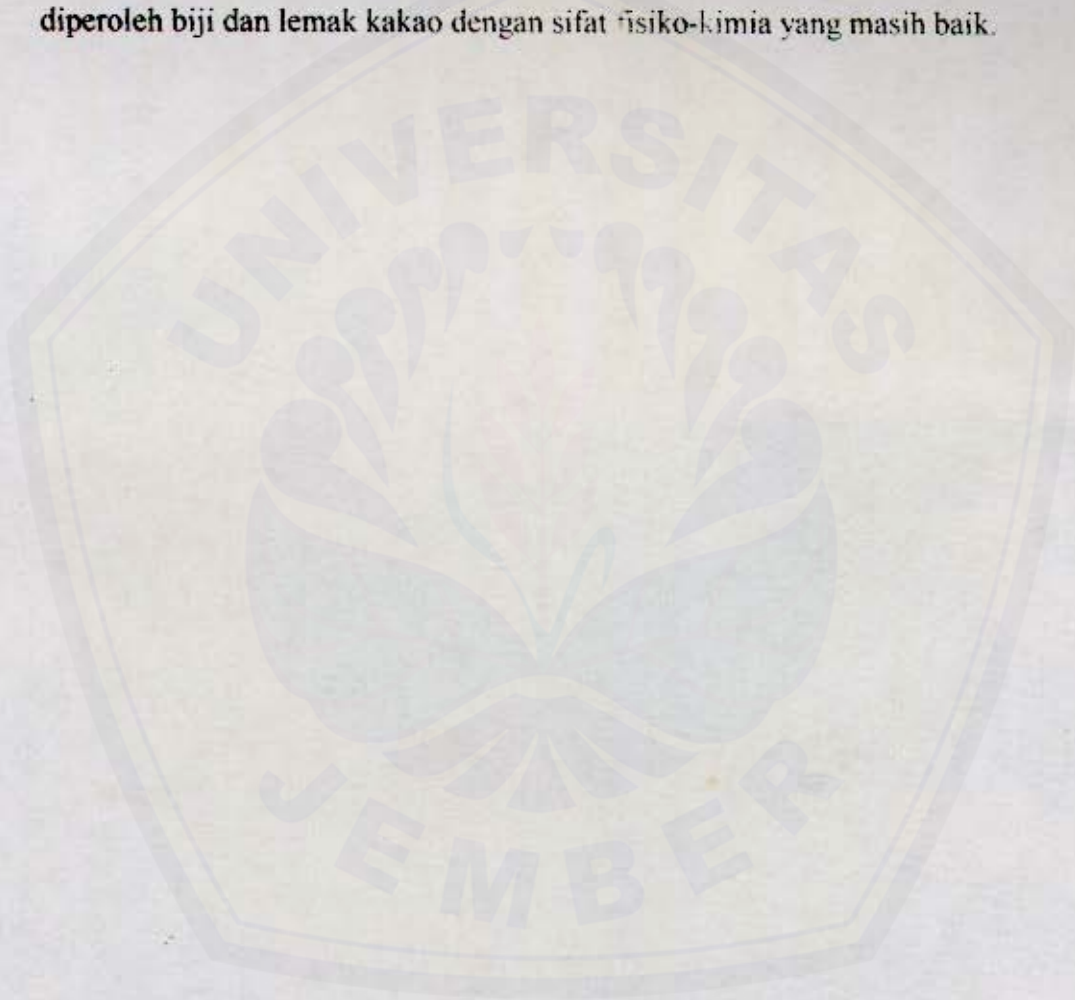 diperoleh biji dan lemak kakao dengan sifat fisiko-kimia yang masih baik.
UNIVERSITAS
JEMBER